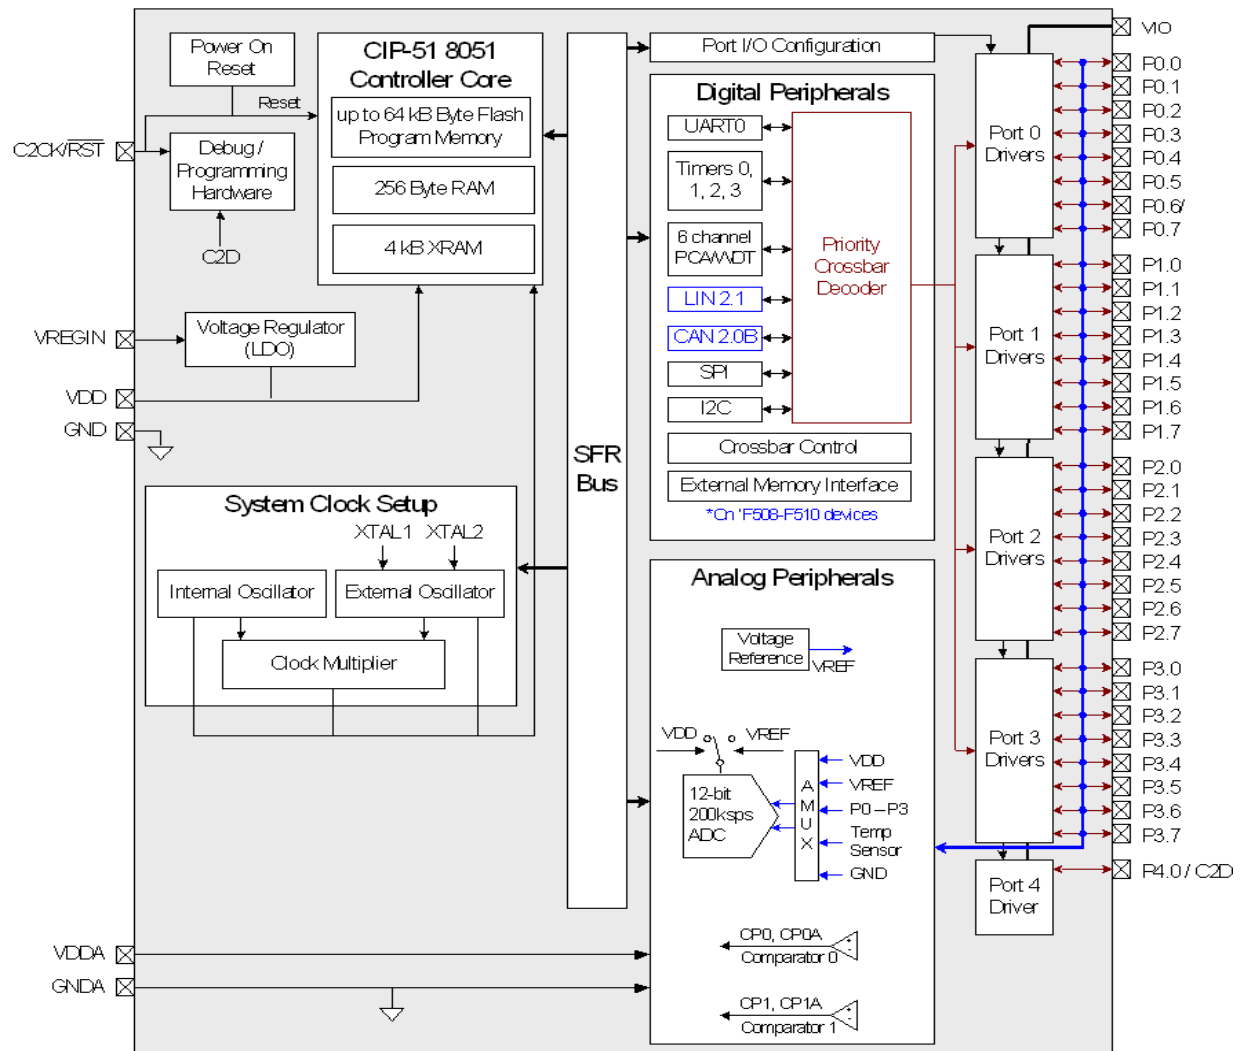 Power On
Reset
Reset
C2CK/RST
Debug /
Programming
Hardware
C2D
CIP-51 8051
Controller Core
up to 64 kB Byte Flash
Program Memory
256 Byte RAM
4 kB XRAM
VREGIN
Voltage Regulator
(LDO)
VDD
GND
System Clock Setup
XTAL1 XTAL2
Internal Oscillator
External Oscillator
Clock Multiplier
VDDA
GNDA
SFR
Bus
Port I/O Configuration
Digital Peripherals
UART0
Timers 0,
1, 2, 3
6 channel
PCA/WDT
LIN 2.1
CAN 2.0B
SPI
I2C
Priority
Crossbar
Decoder
Crossbar Control
External Memory Interface
*On 'F508-F510 devices
Analog Peripherals
Voltage
Reference
VREF
VDD
VREF
12-bit
200ksps
ADC
A
M
U
X
VDD
VREF
P0 – P3
Temp
Sensor
GND
CP0, CP0A
Comparator 0
CP1, CP1A
Comparator 1
Port 0
Drivers
Port 1
Drivers
Port 2
Drivers
Port 3
Drivers
Port 4
Driver
VIO
P0.0
P0.1
P0.2
P0.3
P0.4
P0.5
P0.6/
P0.7
P1.0
P1.1
P1.2
P1.3
P1.4
P1.5
P1.6
P1.7
P2.0
P2.1
P2.2
P2.3
P2.4
P2.5
P2.6
P2.7
P3.0
P3.1
P3.2
P3.3
P3.4
P3.5
P3.6
P3.7
P4.0 / C2D